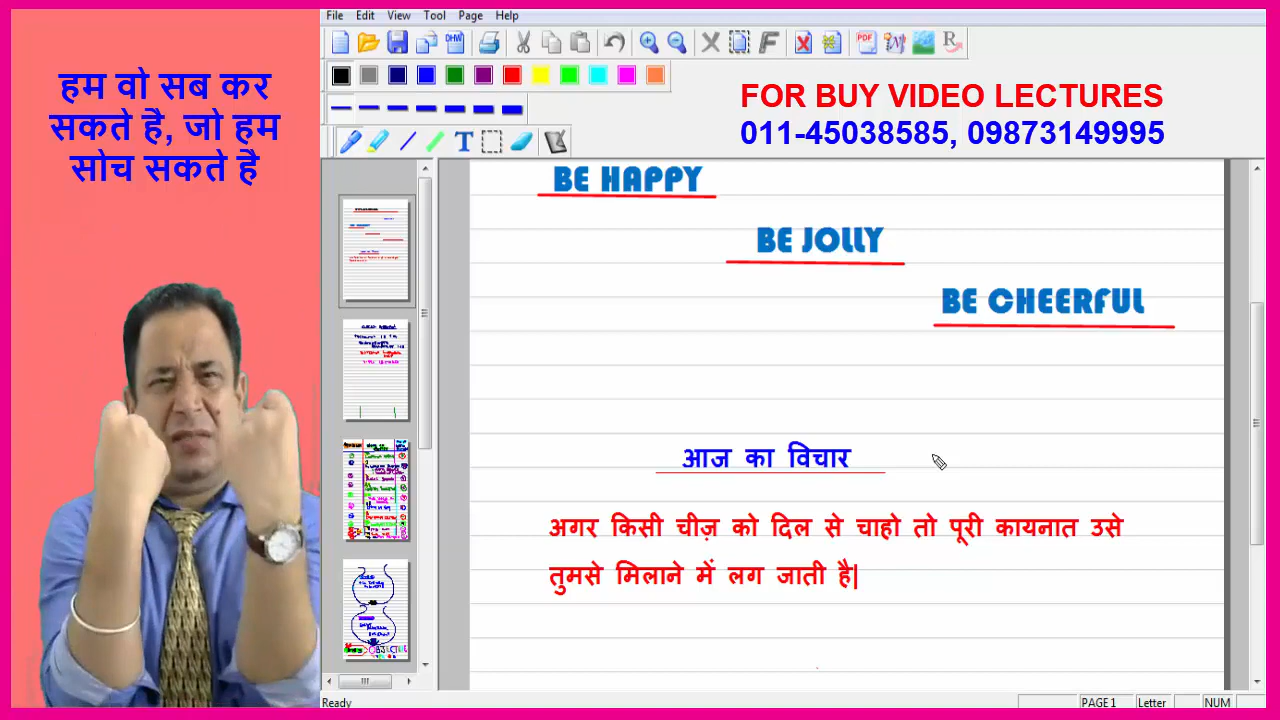 File Edit View Tool Page Help
हम वो सब कर
सकते है, जो हम
सोच सकते है
FOR BUY VIDEO LECTURES
011-45038585, 09873149995
BE HAPPY
BE JOLLY
BE CHEERFUL
आज का विचार
अगर किसी चीज़ को दिल से चाहो तो पूरी कायनात उसे
तुमसे मिलाने में लग जाती है|
Ready PAGE 1 Letter NUM